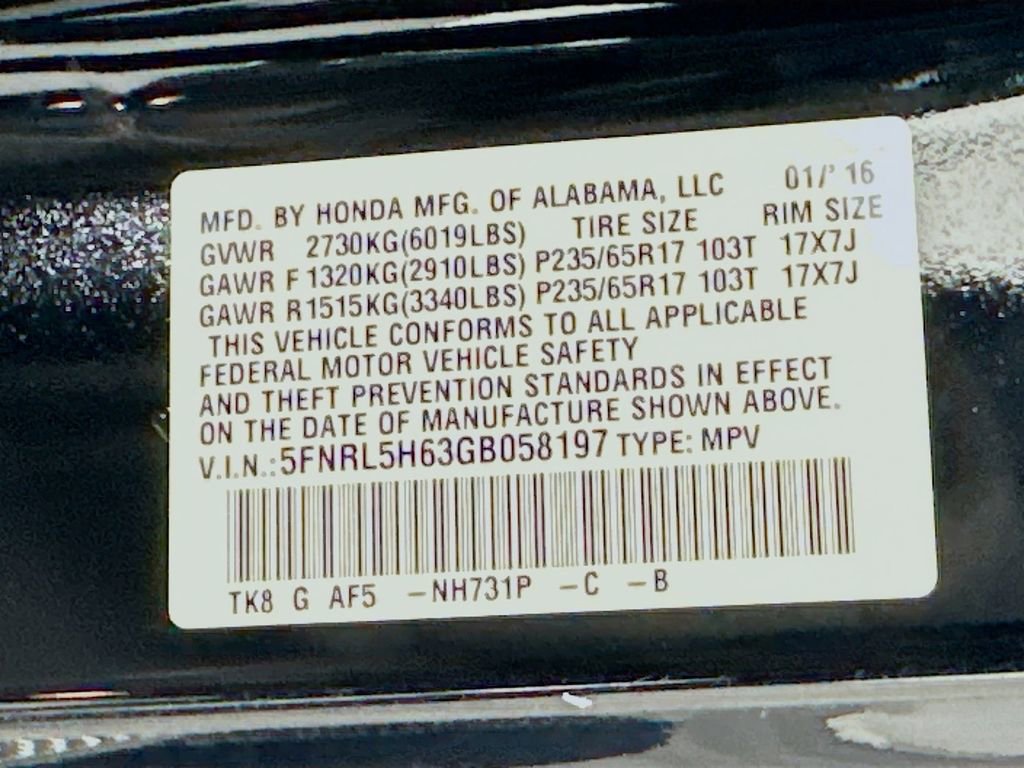 MFD. BY HONDA MFG. OF ALABAMA, LLC 01/' 16
GVWR 2730KG(6019LBS) TIRE SIZE RIM SIZE
GAWR F 1320KG(2910LBS) P235/65R17 103T 17X7J
GAWR R1515KG(3340LBS) P235/65R17 103T 17X7J
THIS VEHICLE CONFORMS TO ALL APPLICABLE
FEDERAL MOTOR VEHICLE SAFETY
AND THEFT PREVENTION STANDARDS IN EFFECT
ON THE DATE OF MANUFACTURE SHOWN ABOVE.
V.I.N.:5FNRL5H63GB058197 TYPE: MPV
TK8 G AF5 -NH731P -C -B